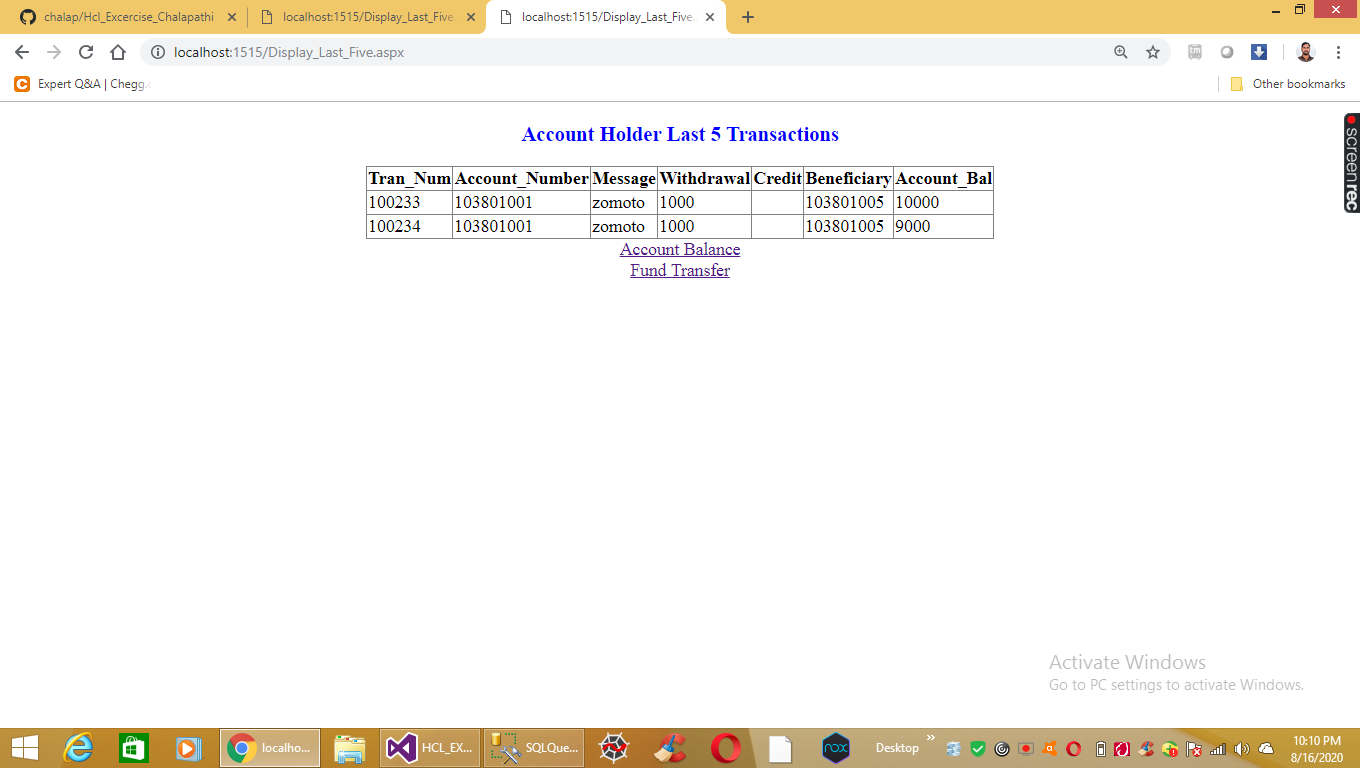 chalap/Hcl_Excercise_Chalapathi
localhost:1515/Display_Last_Five.
localhost:1515/Display_Last_Five.
localhost:1515/Display_Last_Five.aspx
Expert Q&A | Chegg.c
Other bookmarks
Account Holder Last 5 Transactions
Tran_Num Account_Number Message Withdrawal Credit Beneficiary Account_Bal
100233 103801001 zomoto 1000 103801005 10000
100234 103801001 zomoto 1000 103801005 9000
Account Balance
Fund Transfer
screenrec
Activate Windows
Go to PC settings to activate Windows.
localho...
HCL_EX...
SQLQue...
nox
Desktop
10:10 PM
8/16/2020